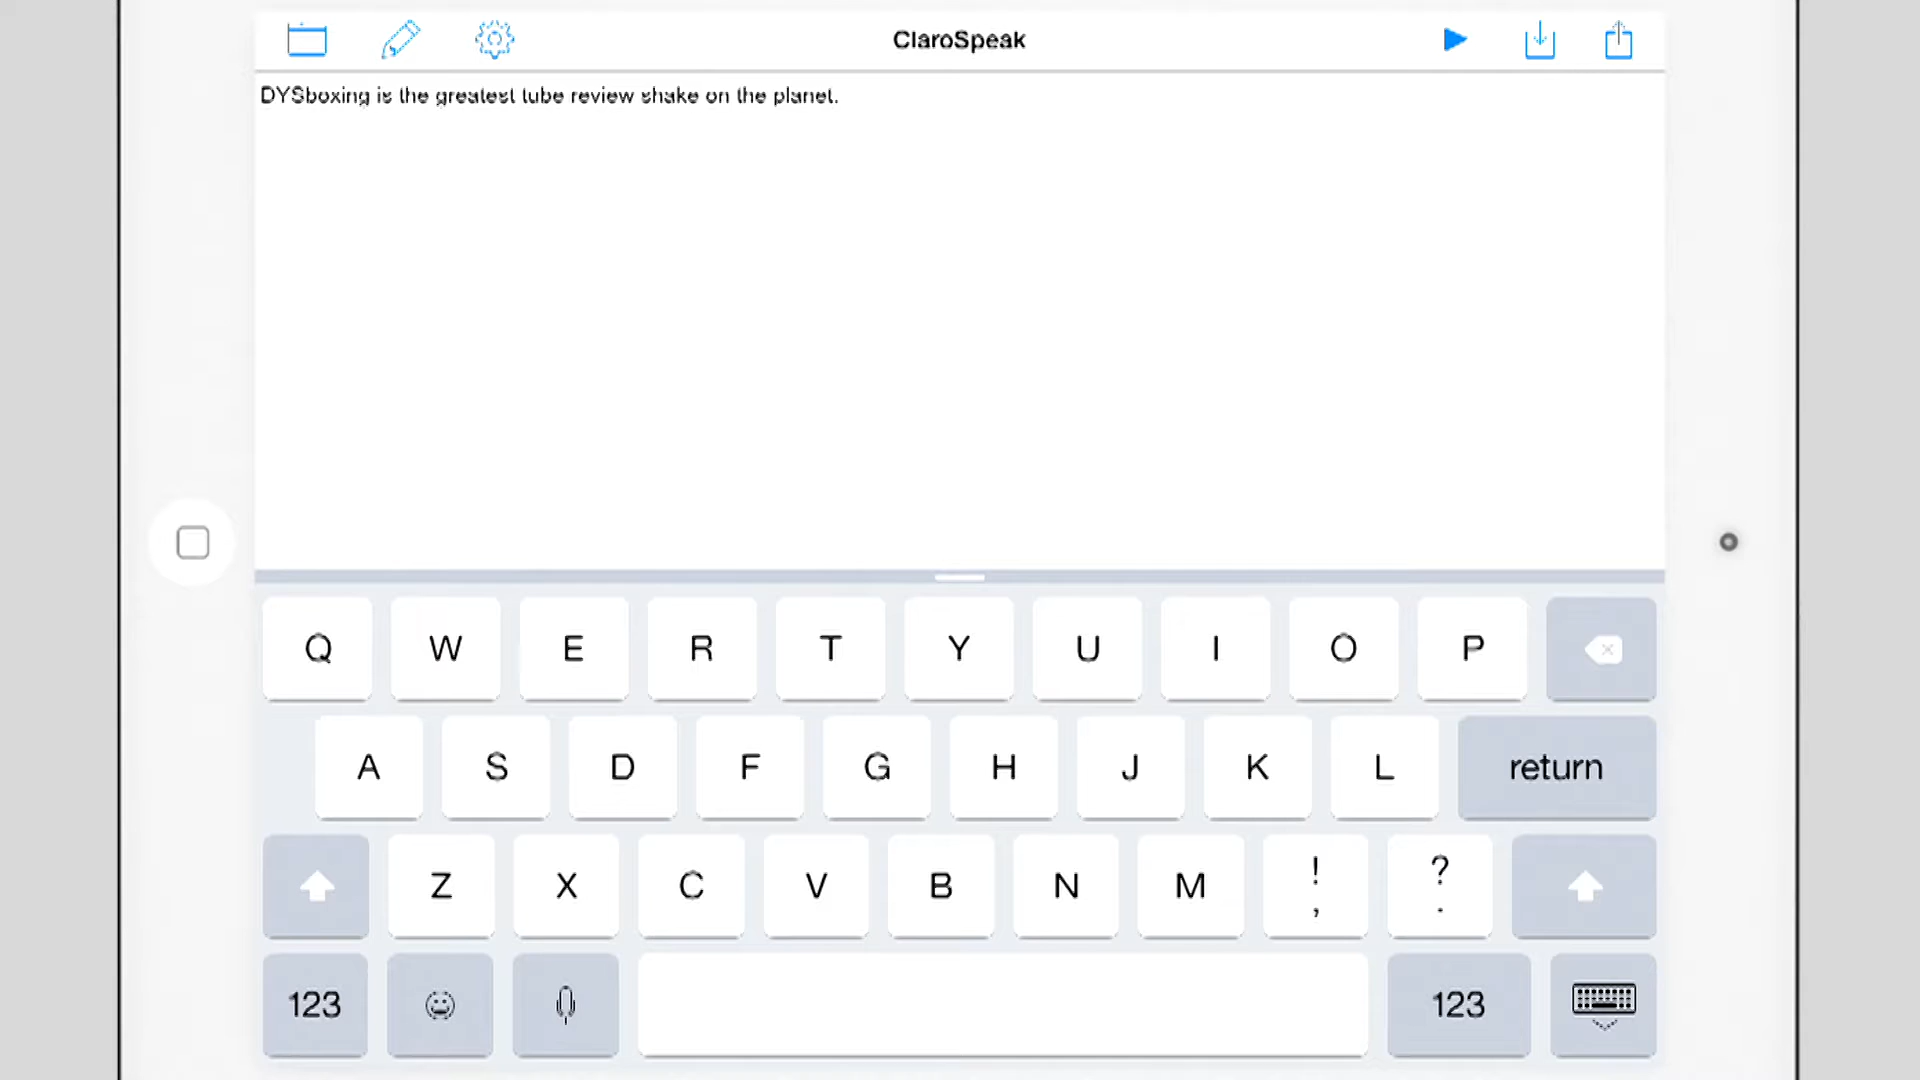 ClaroSpeak
DYSboxing is the greatest tube review shake on the planet.
Q W E R T Y U I O P
A S D F G H J K L return
Z X C V B N M ! , ? .
123 123